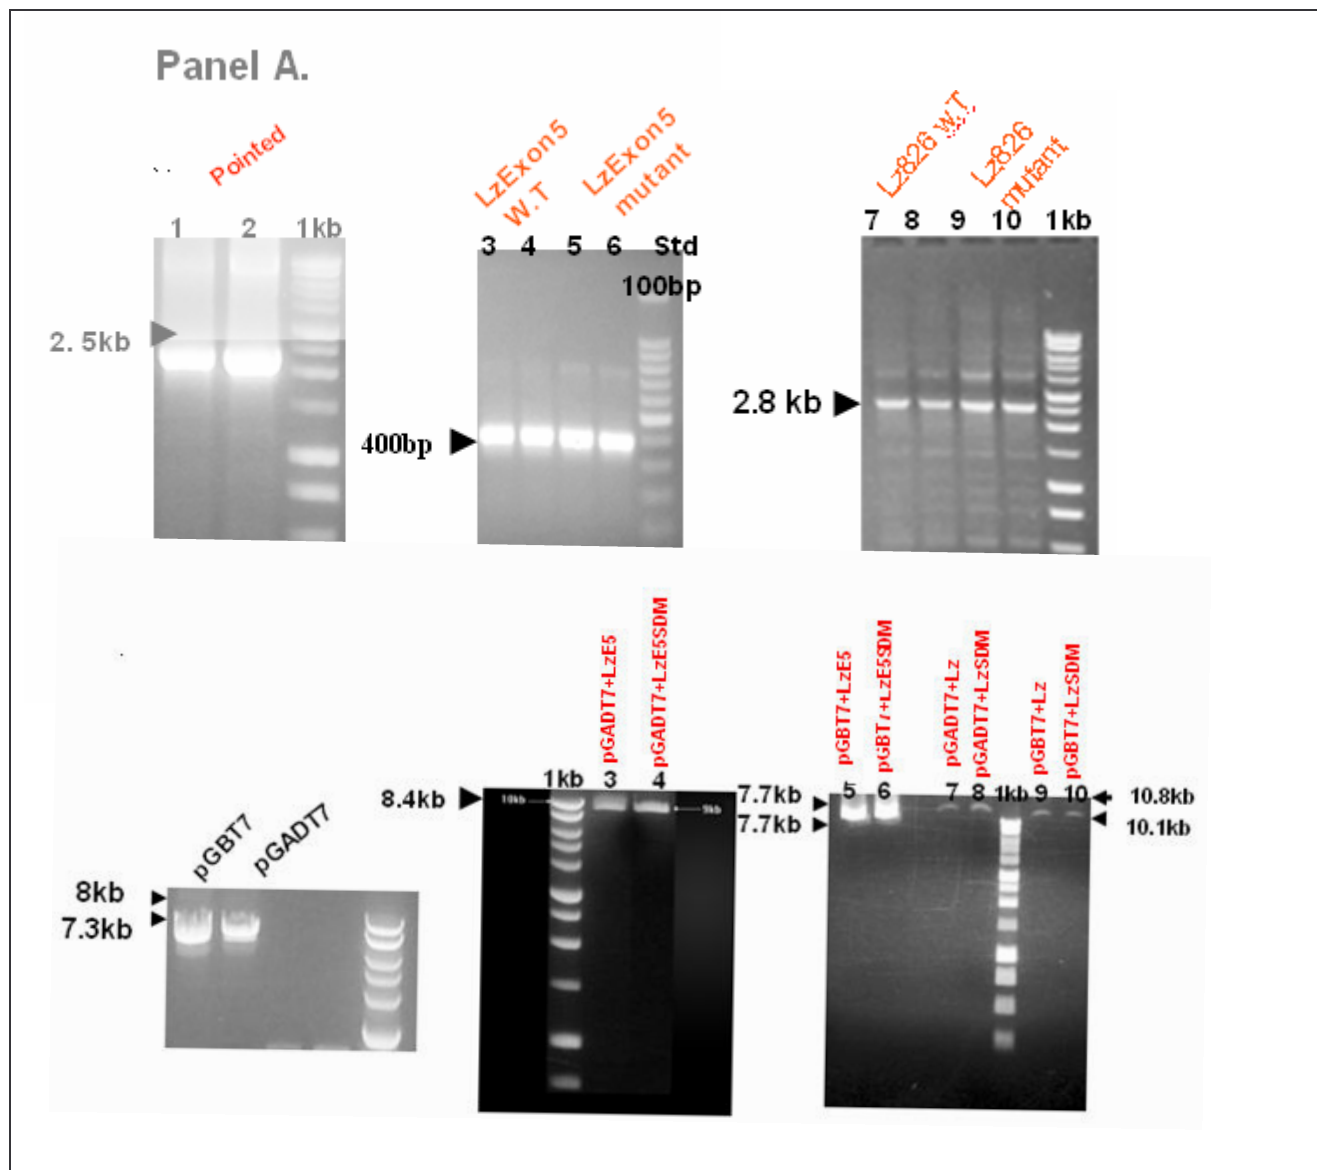 Panel A.
Pointed
1 2 1kb
2. 5kb
LzExon5
W.T
LzExon5
mutant
3 4 5 6 Std
100bp
400bp
Lz826 w.T
Lz826
mutant
7 8 9 10 1kb
2.8 kb
pGBT7
pGADT7
8kb
7.3kb
pGADT7+LzE5
pGADT7+LzE5SDM
1kb 3 4
8.4kb
10kb
9kb
pGBT7+LzE5
pGBT7+LzE5SDM
pGADT7+Lz
pGADT7+LzSDM
pGBT7+Lz
pGBT7+LzSDM
5 6 7 8 1kb 9 10
7.7kb
7.7kb
10.8kb
10.1kb